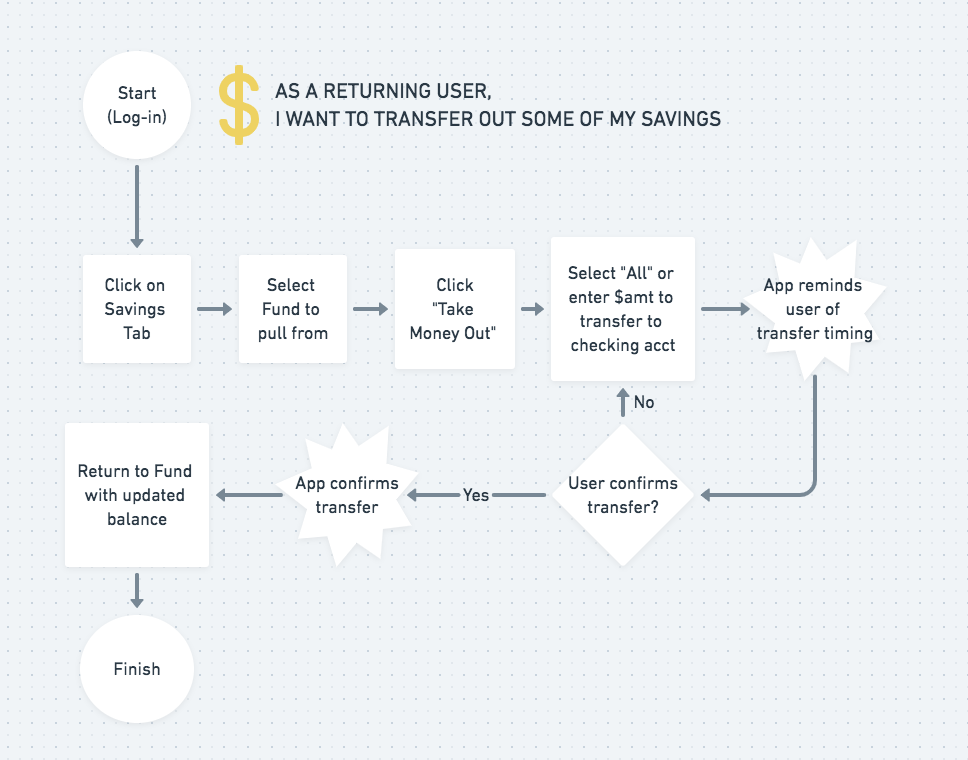 Start
(Log-in)
$
AS A RETURNING USER,
I WANT TO TRANSFER OUT SOME OF MY SAVINGS
Click on
Savings
Tab
Select
Fund to
pull from
Click
"Take
Money Out"
Select "All" or
enter $amt to
transfer to
checking acct
App reminds
user of
transfer timing
No
User confirms
transfer?
Yes
App confirms
transfer
Return to Fund
with updated
balance
Finish